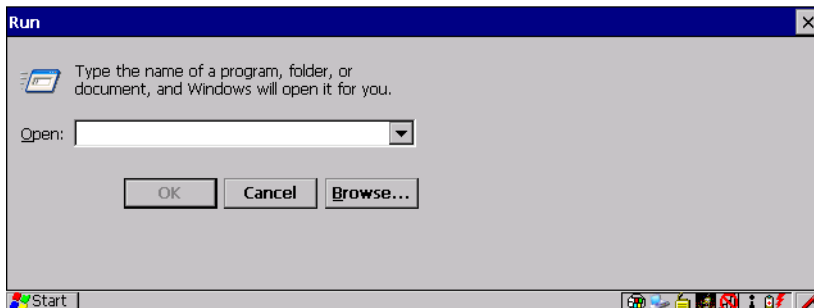 Run
Type the name of a program, folder, or
document, and Windows will open it for you.
Open:
OK Cancel Browse...
Start